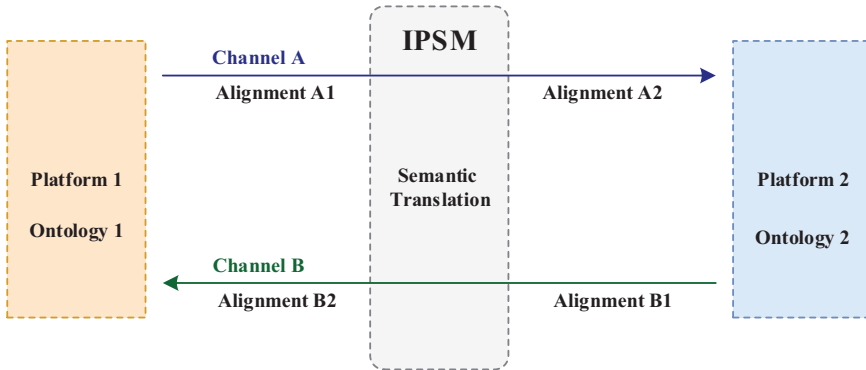 IPSM
Channel A
Alignment A1
Alignment A2
Platform 1
Ontology 1
Semantic
Translation
Platform 2
Ontology 2
Channel B
Alignment B2
Alignment B1